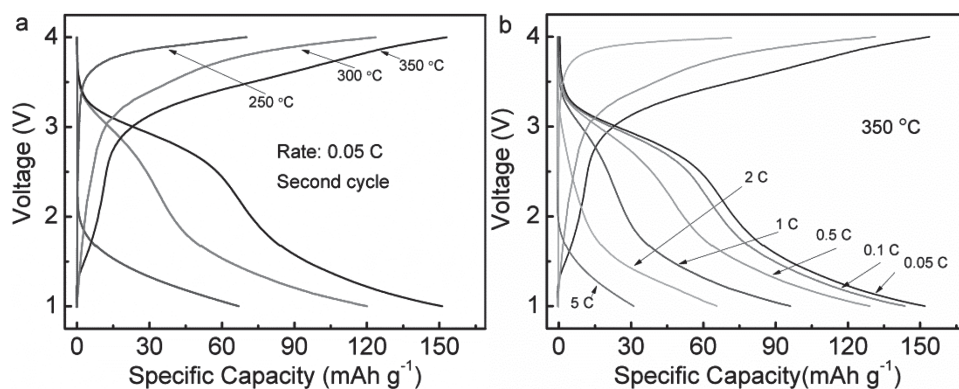 a
4
3
2
1
Voltage (V)
250 °C
300 °C
350 °C
Rate: 0.05 C
Second cycle
0 30 60 90 120 150
Specific Capacity (mAh g⁻¹)
b
4
3
2
1
Voltage (V)
350 °C
2 C
1 C
0.5 C
0.1 C
0.05 C
5 C
0 30 60 90 120 150
Specific Capacity(mAh g⁻¹)